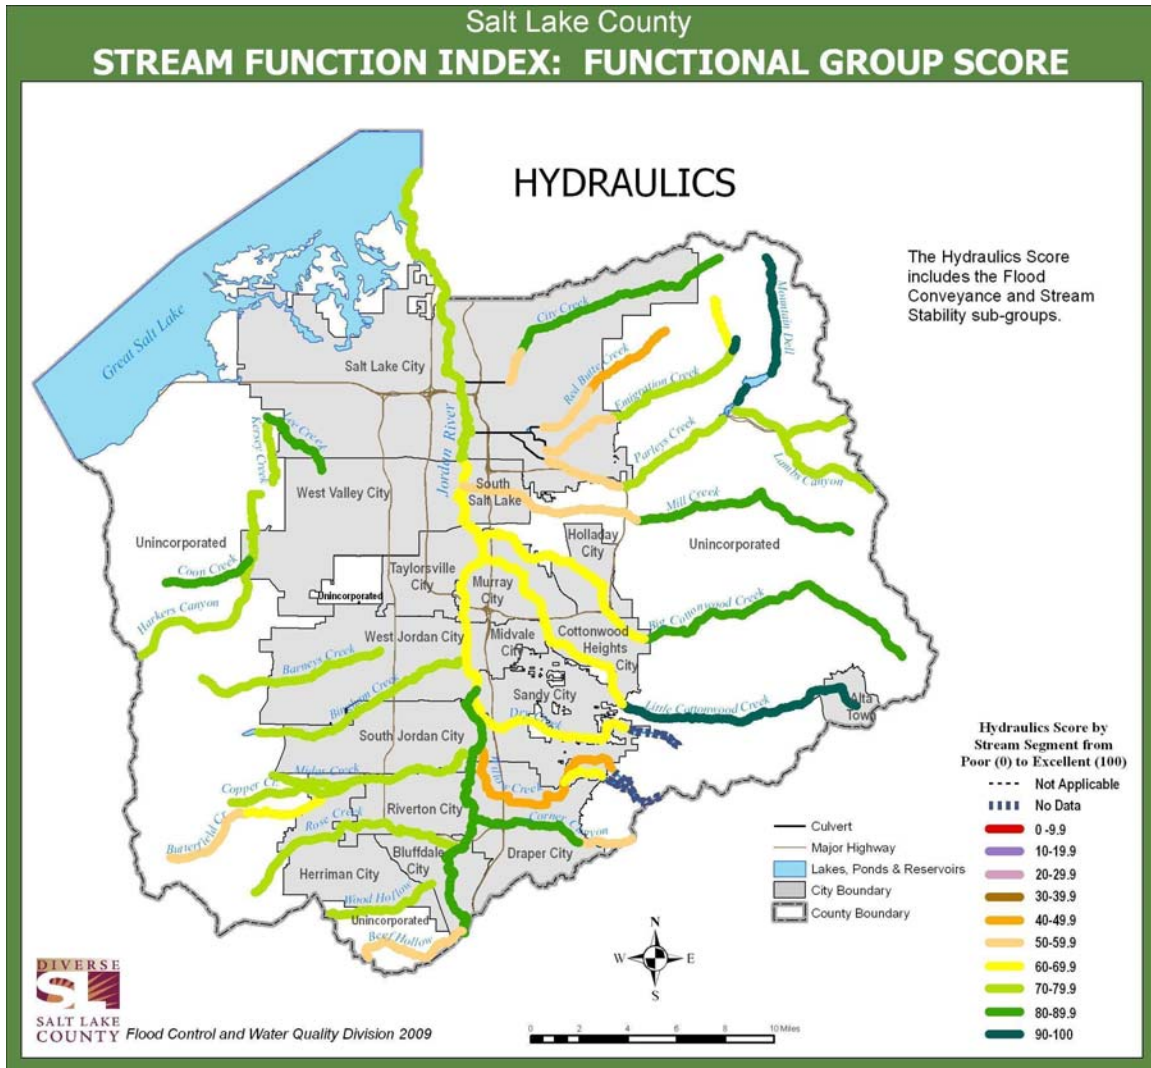 Salt Lake County
STREAM FUNCTION INDEX:  FUNCTIONAL GROUP SCORE
HYDRAULICS
The Hydraulics Score
includes the Flood
Conveyance and Stream
Stability sub-groups.
Great Salt Lake
City Creek
Mountain Dell
Salt Lake City
Red Butte Creek
Emigration Creek
Jordan River
Lee Creek
Kersey Creek
Parleys Creek
Lambs Canyon
West Valley City
South
Salt Lake
Mill Creek
Unincorporated
Holladay
City
Unincorporated
Coon Creek
Taylorsville
City
Murray
City
Unincorporated
Harkers Canyon
Big Cottonwood Creek
West Jordan City
Midvale
City
Cottonwood
Heights
City
Barneys Creek
Bingham Creek
Sandy City
Little Cottonwood Creek
Alta
Town
Dry Creek
South Jordan City
Midas Creek
Willow Creek
Copper Cr.
Riverton City
Butterfield Cr.
Rose Creek
Corner Canyon
Bluffdale
City
Draper City
Herriman City
Wood Hollow
Unincorporated
Beef Hollow
Hydraulics Score by
Stream Segment from
Poor (0) to Excellent (100)
Not Applicable
No Data
0 -9.9
10-19.9
20-29.9
30-39.9
40-49.9
50-59.9
60-69.9
70-79.9
80-89.9
90-100
Culvert
Major Highway
Lakes, Ponds & Reservoirs
City Boundary
County Boundary
N
W
E
S
DIVERSE
SL
SALT LAKE
COUNTY
Flood Control and Water Quality Division 2009
0 2 4 6 8 10 Miles